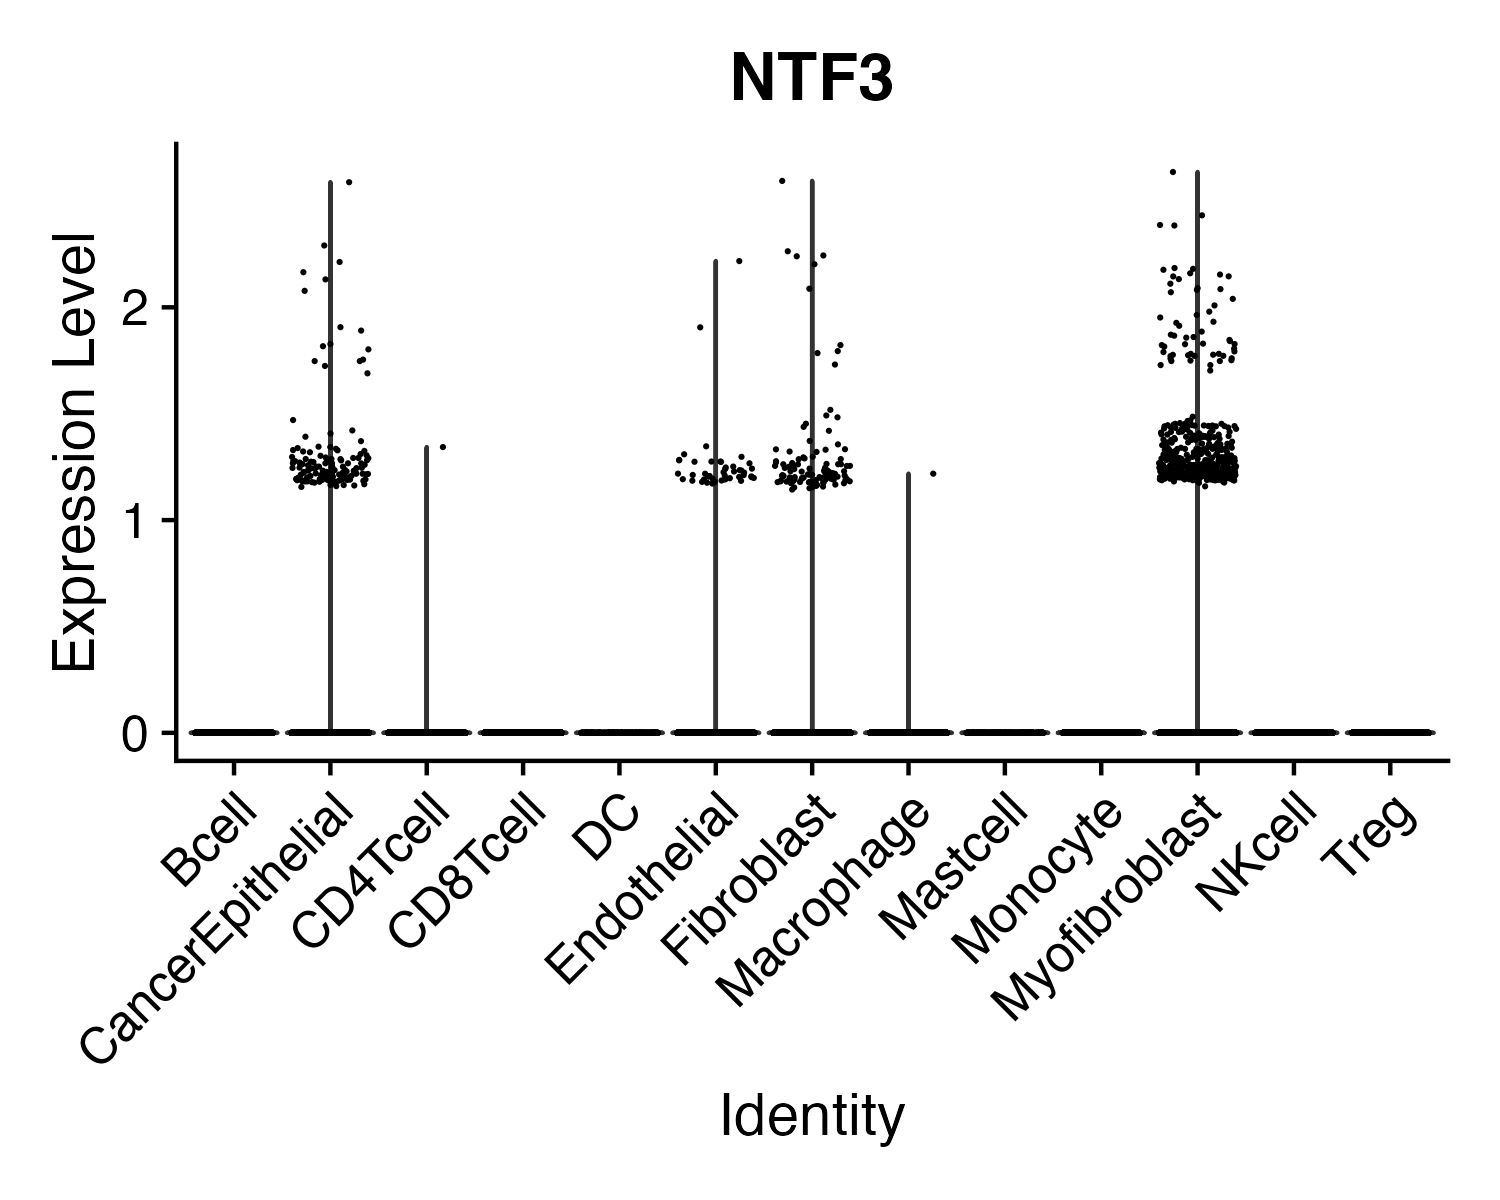 NTF3
Expression Level
2
1
0
Bcell
CancerEpithelial
CD4Tcell
CD8Tcell
DC
Endothelial
Fibroblast
Macrophage
Mastcell
Monocyte
Myofibroblast
NKcell
Treg
Identity